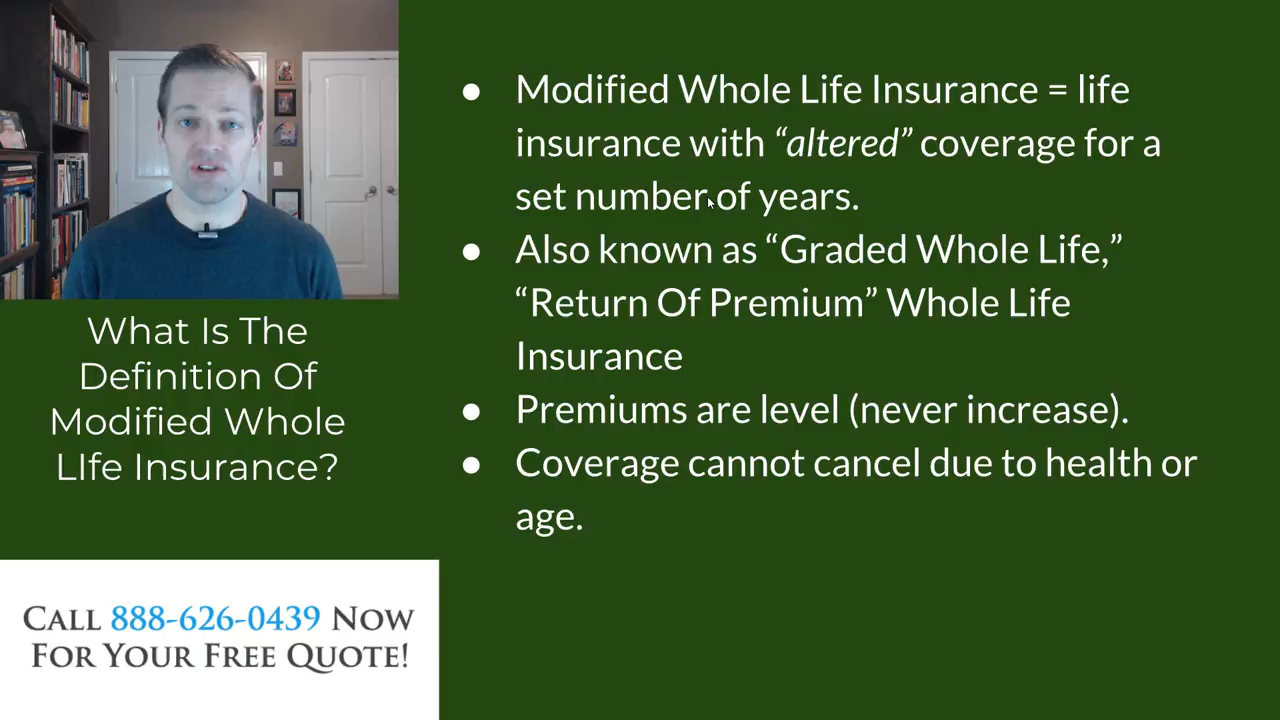 What Is The
Definition Of
Modified Whole
LIfe Insurance?
CALL 888-626-0439 NOW
FOR YOUR FREE QUOTE!
● Modified Whole Life Insurance = life
insurance with “altered” coverage for a
set number of years.
● Also known as “Graded Whole Life,”
“Return Of Premium” Whole Life
Insurance
● Premiums are level (never increase).
● Coverage cannot cancel due to health or
age.